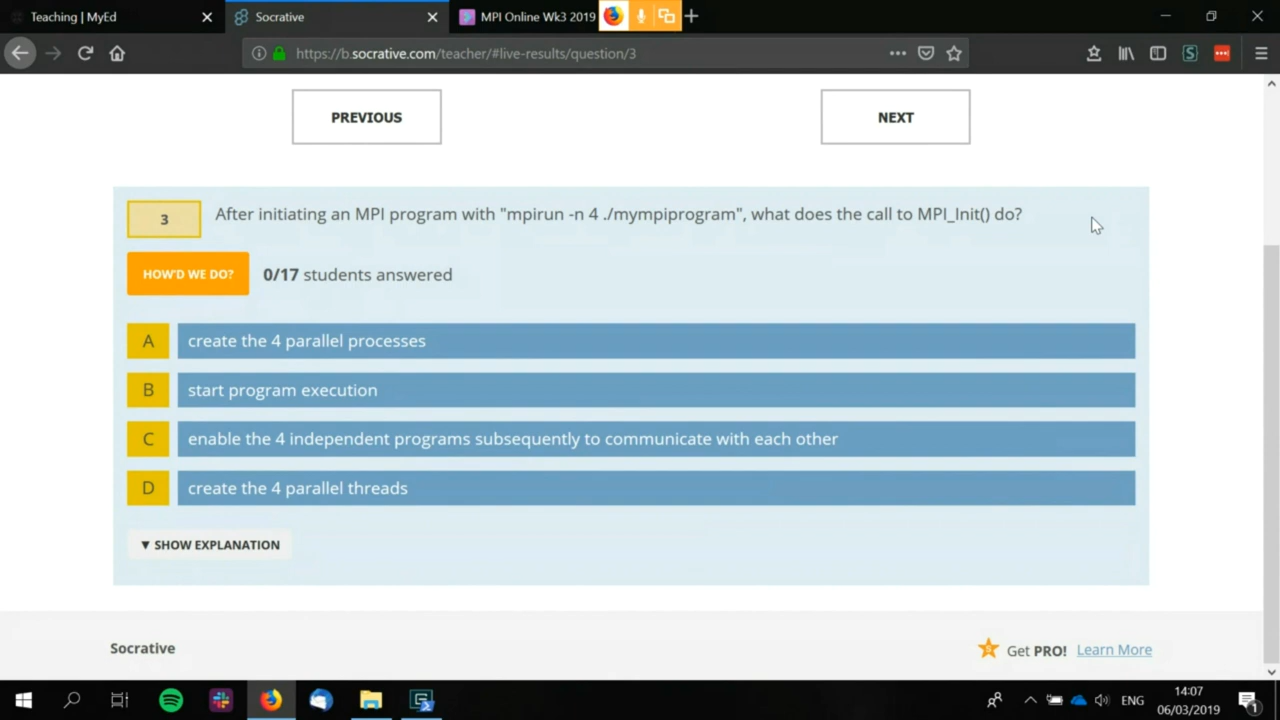 Teaching | MyEd
Socrative
MPI Online Wk3 2019
https://b.socrative.com/teacher/#live-results/question/3
PREVIOUS
NEXT
3
After initiating an MPI program with "mpirun -n 4 ./mympiprogram", what does the call to MPI_Init() do?
HOW'D WE DO?
0/17 students answered
A
create the 4 parallel processes
B
start program execution
C
enable the 4 independent programs subsequently to communicate with each other
D
create the 4 parallel threads
▼ SHOW EXPLANATION
Socrative
Get PRO! Learn More
ENG
14:07
06/03/2019
1